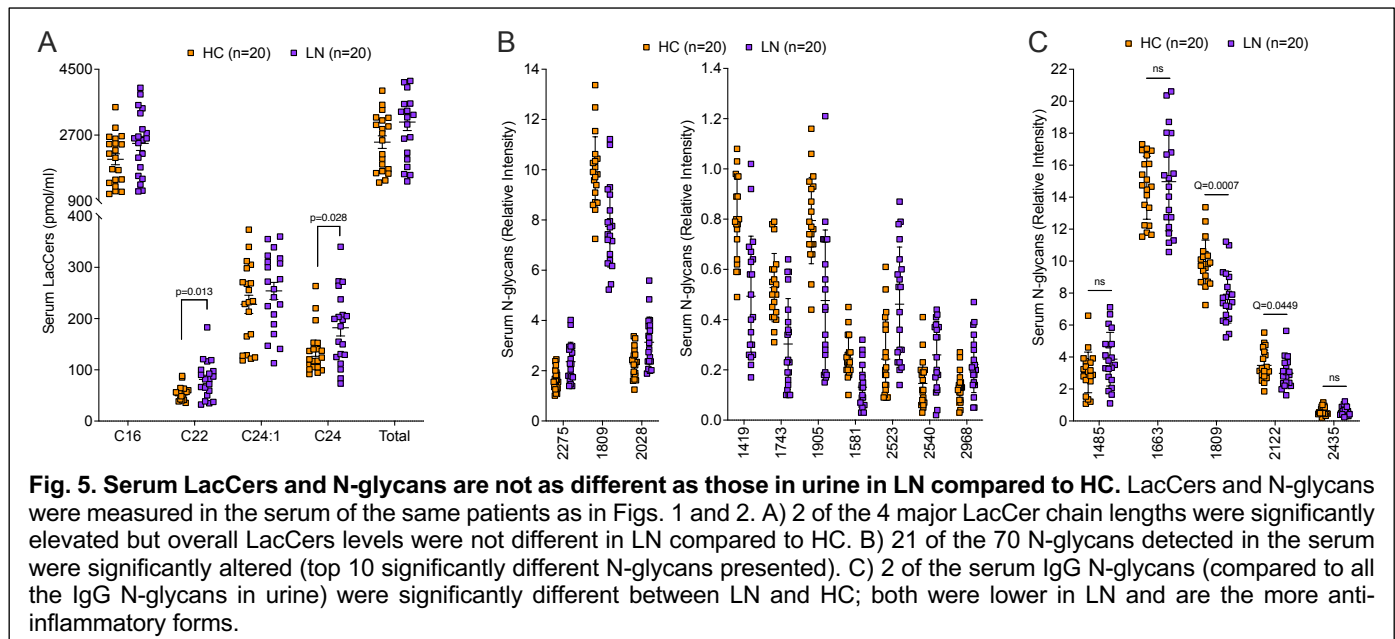 A
HC (n=20) LN (n=20)
4500
2700
900
400
300
200
100
0
Serum LacCers (pmol/ml)
p=0.013
p=0.028
C16 C22 C24:1 C24 Total
B
HC (n=20) LN (n=20)
14
12
10
8
6
4
2
0
Serum N-glycans (Relative Intensity)
2275 1809 2028
1.4
1.2
1.0
0.8
0.6
0.4
0.2
0.0
Serum N-glycans (Relative Intensity)
1419 1743 1905 1581 2523 2540 2968
C
HC (n=20) LN (n=20)
22
20
18
16
14
12
10
8
6
4
2
0
Serum N-glycans (Relative Intensity)
ns
ns
Q=0.0007
Q=0.0449
ns
1485 1663 1809 2122 2435
Fig. 5. Serum LacCers and N-glycans are not as different as those in urine in LN compared to HC. LacCers and N-glycans
were measured in the serum of the same patients as in Figs. 1 and 2. A) 2 of the 4 major LacCer chain lengths were significantly
elevated but overall LacCers levels were not different in LN compared to HC. B) 21 of the 70 N-glycans detected in the serum
were significantly altered (top 10 significantly different N-glycans presented). C) 2 of the serum IgG N-glycans (compared to all
the IgG N-glycans in urine) were significantly different between LN and HC; both were lower in LN and are the more anti-
inflammatory forms.